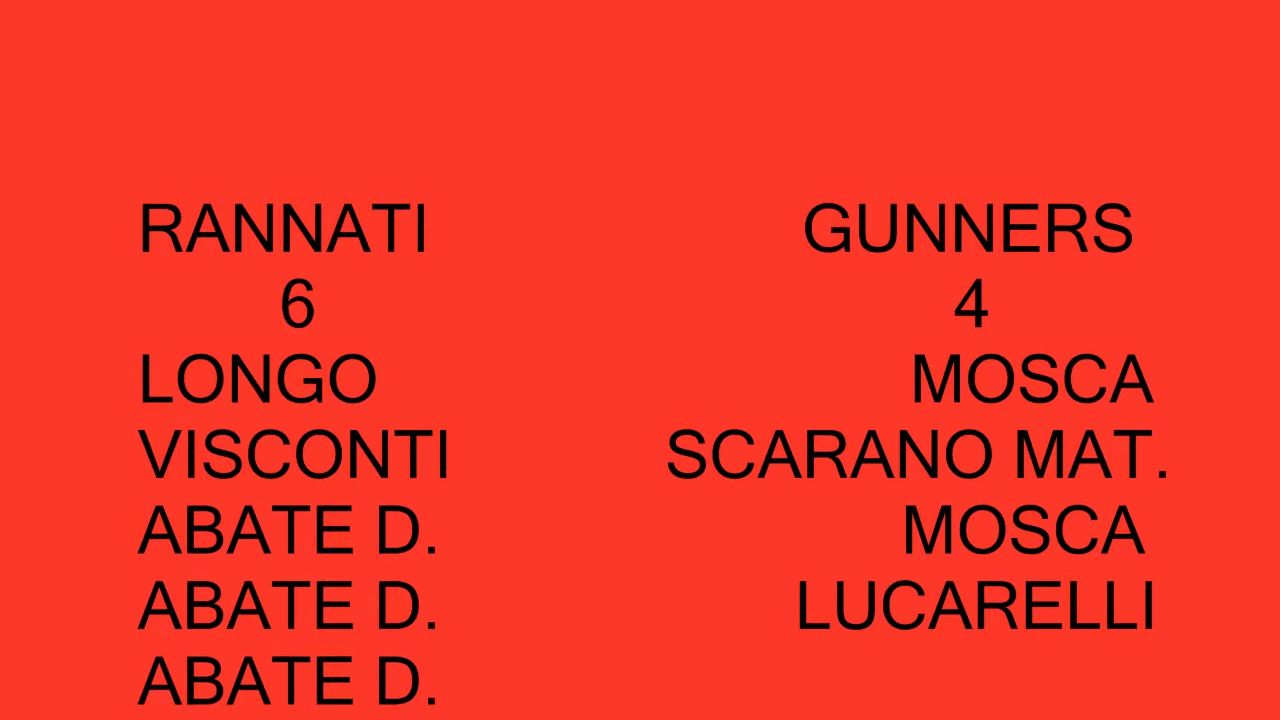 RANNATI GUNNERS
6 4
LONGO MOSCA
VISCONTI SCARANO MAT.
ABATE D. MOSCA
ABATE D. LUCARELLI
ABATE D.